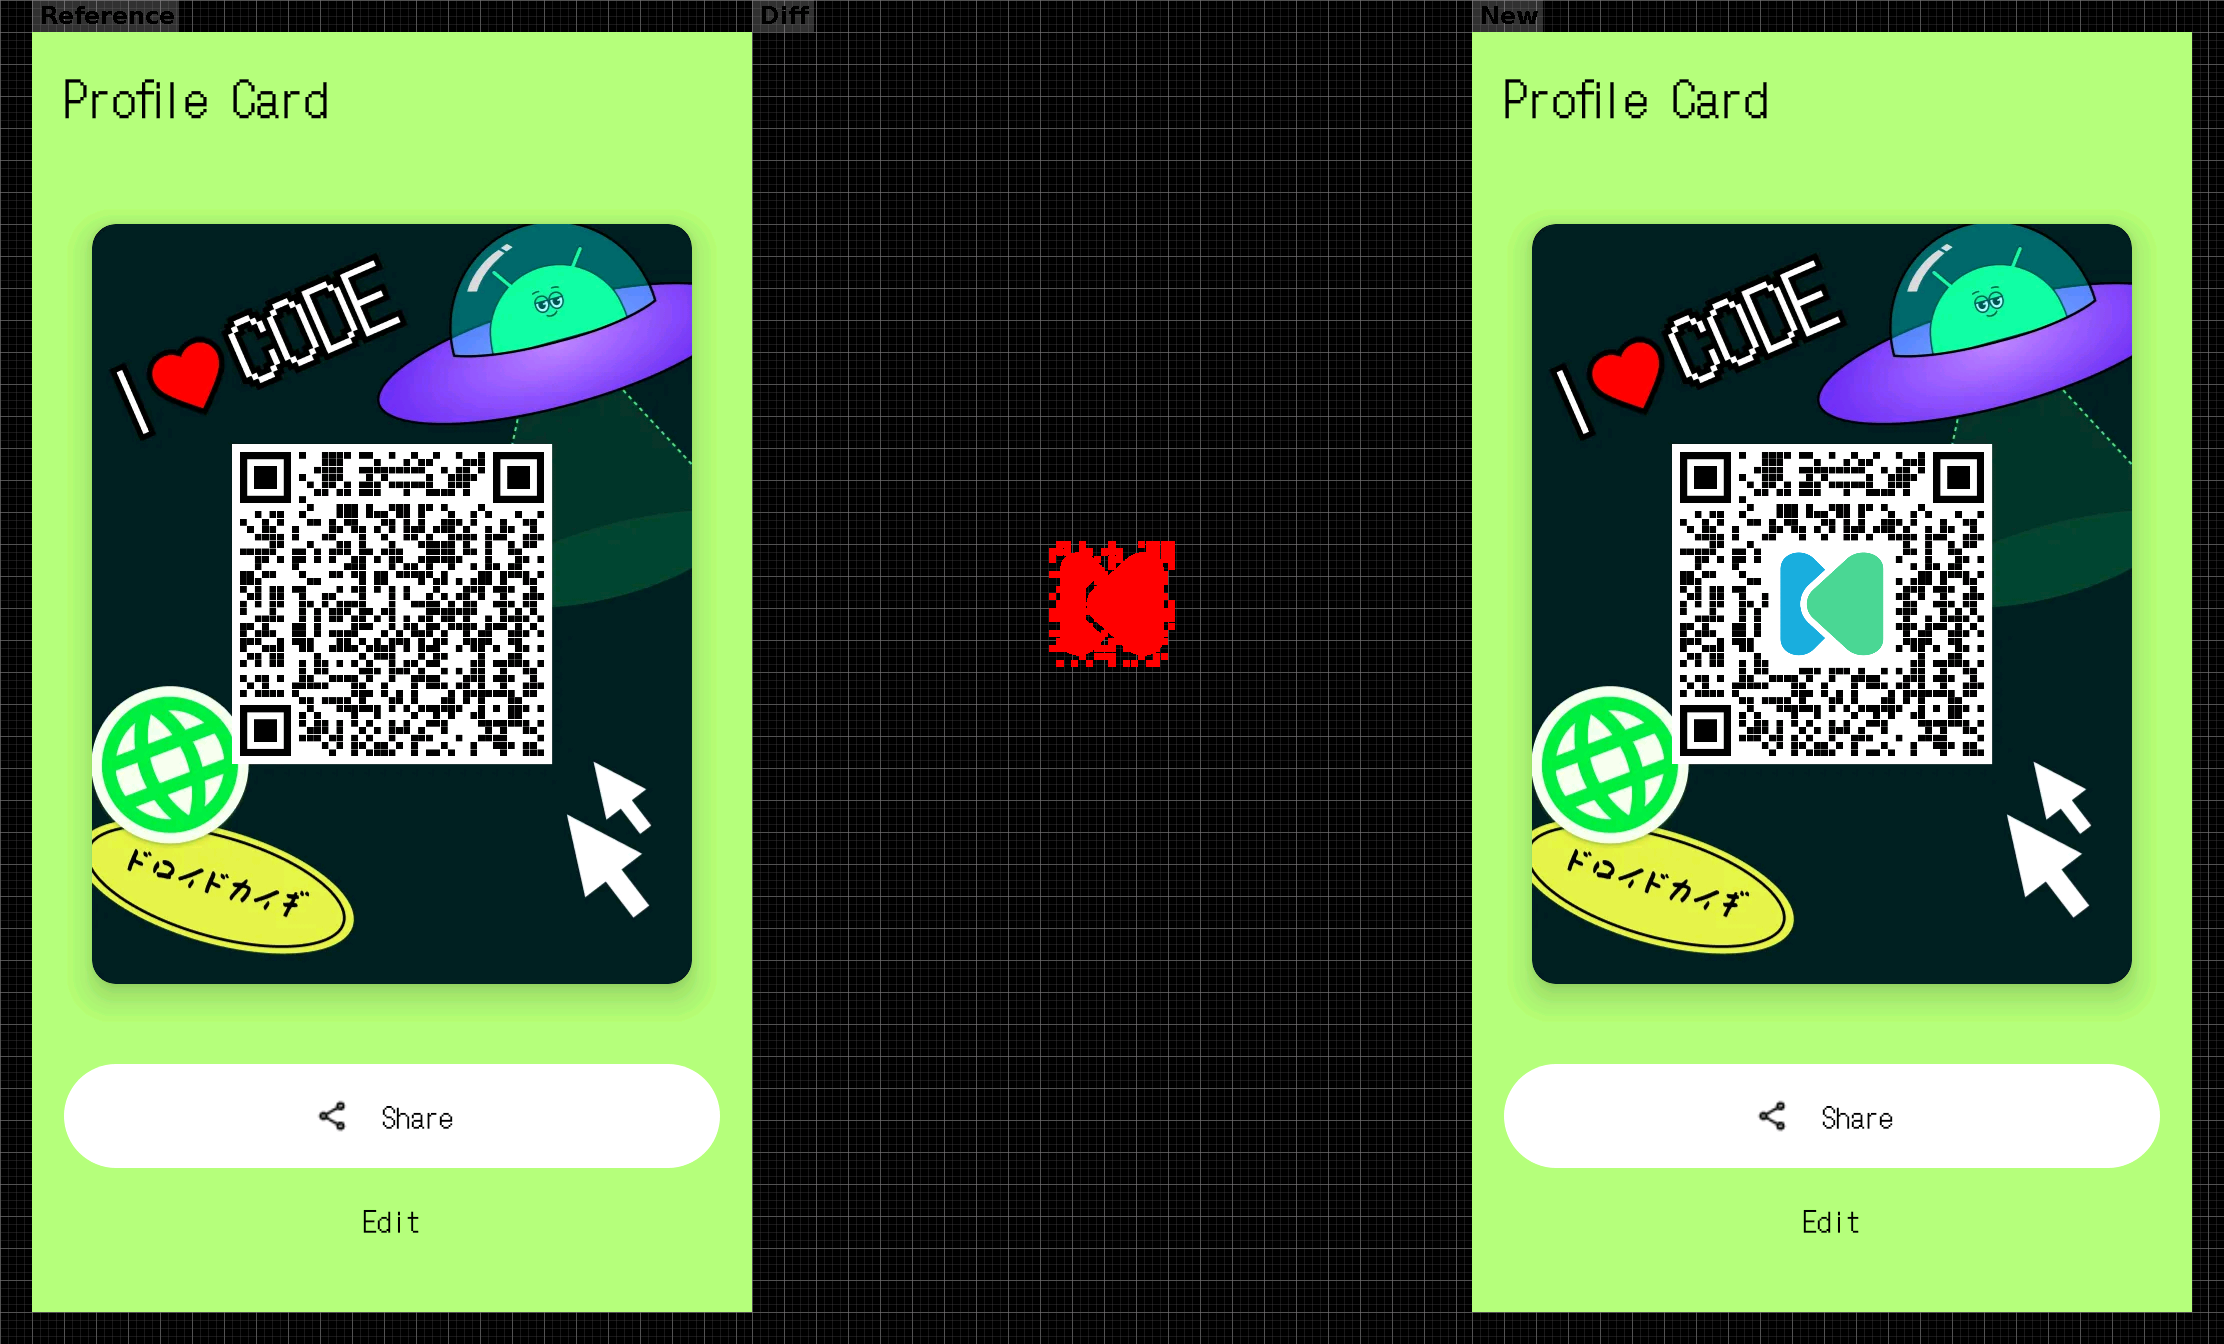 Reference
Diff
New
Profile Card
I CODE
ドロイドカイギ
Share
Edit
Profile Card
I CODE
ドロイドカイギ
Share
Edit